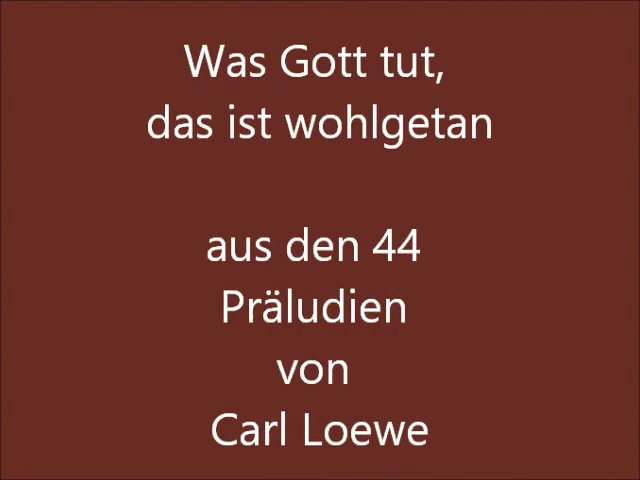 Was Gott tut,
das ist wohlgetan
aus den 44
Präludien
von
Carl Loewe